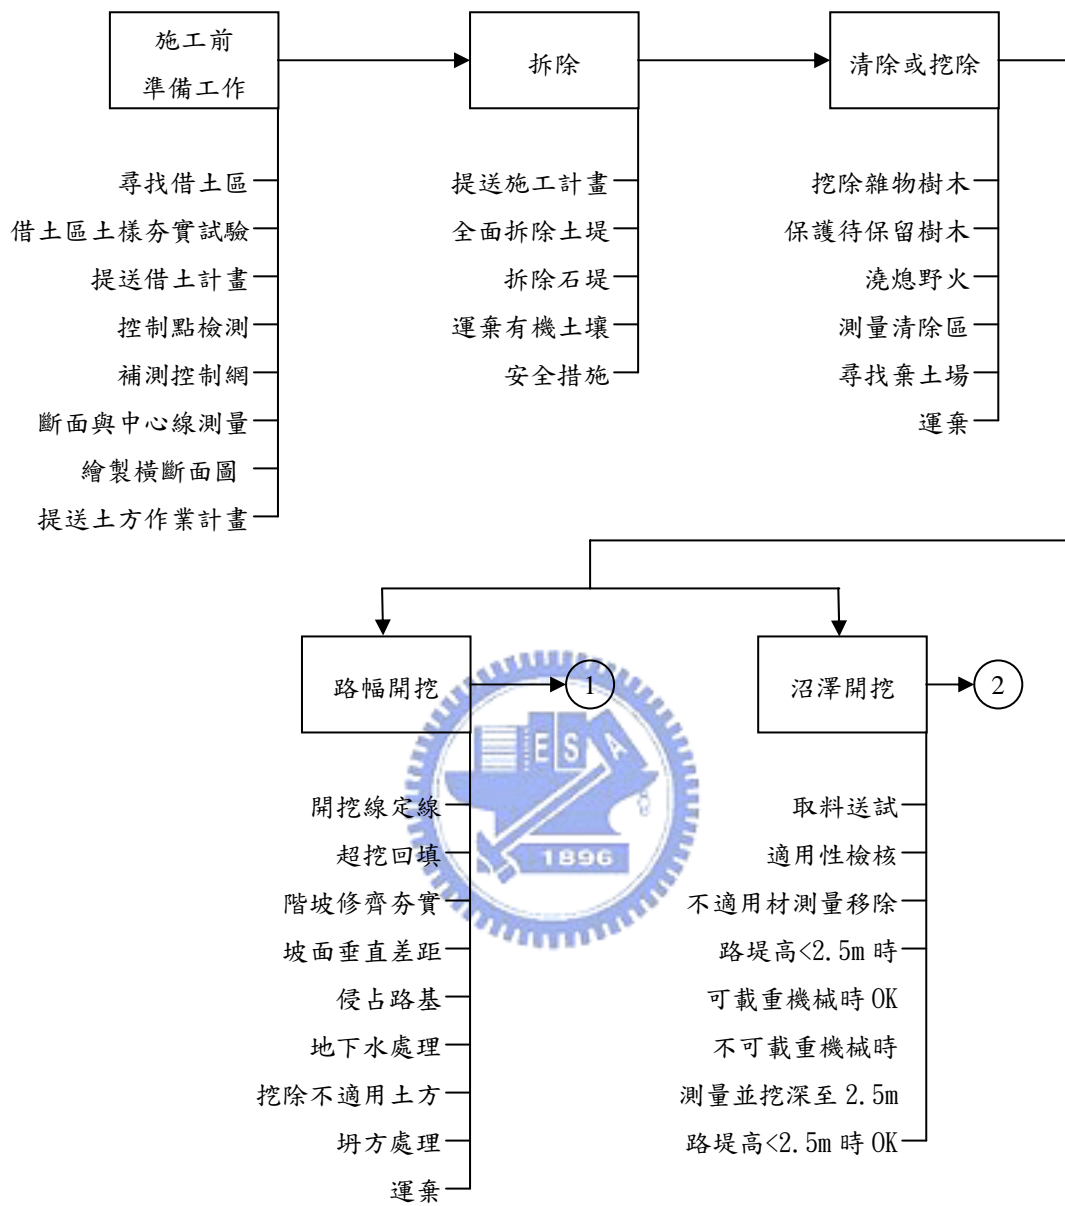 施工前
準備工作
尋找借土區
借土區土樣夯實試驗
提送借土計畫
控制點檢測
補測控制網
斷面與中心線測量
繪製橫斷面圖
提送土方作業計畫
拆除
提送施工計畫
全面拆除土堤
拆除石堤
運棄有機土壤
安全措施
清除或挖除
挖除雜物樹木
保護待保留樹木
澆熄野火
測量清除區
尋找棄土場
運棄
路幅開挖
1
開挖線定線
超挖回填
階坡修齊夯實
坡面垂直差距
侵占路基
地下水處理
挖除不適用土方
坍方處理
運棄
沼澤開挖
2
取料送試
適用性檢核
不適用材測量移除
路堤高<2.5m 時
可載重機械時 OK
不可載重機械時
測量並挖深至 2.5m
路堤高<2.5m 時 OK
E S A
1896